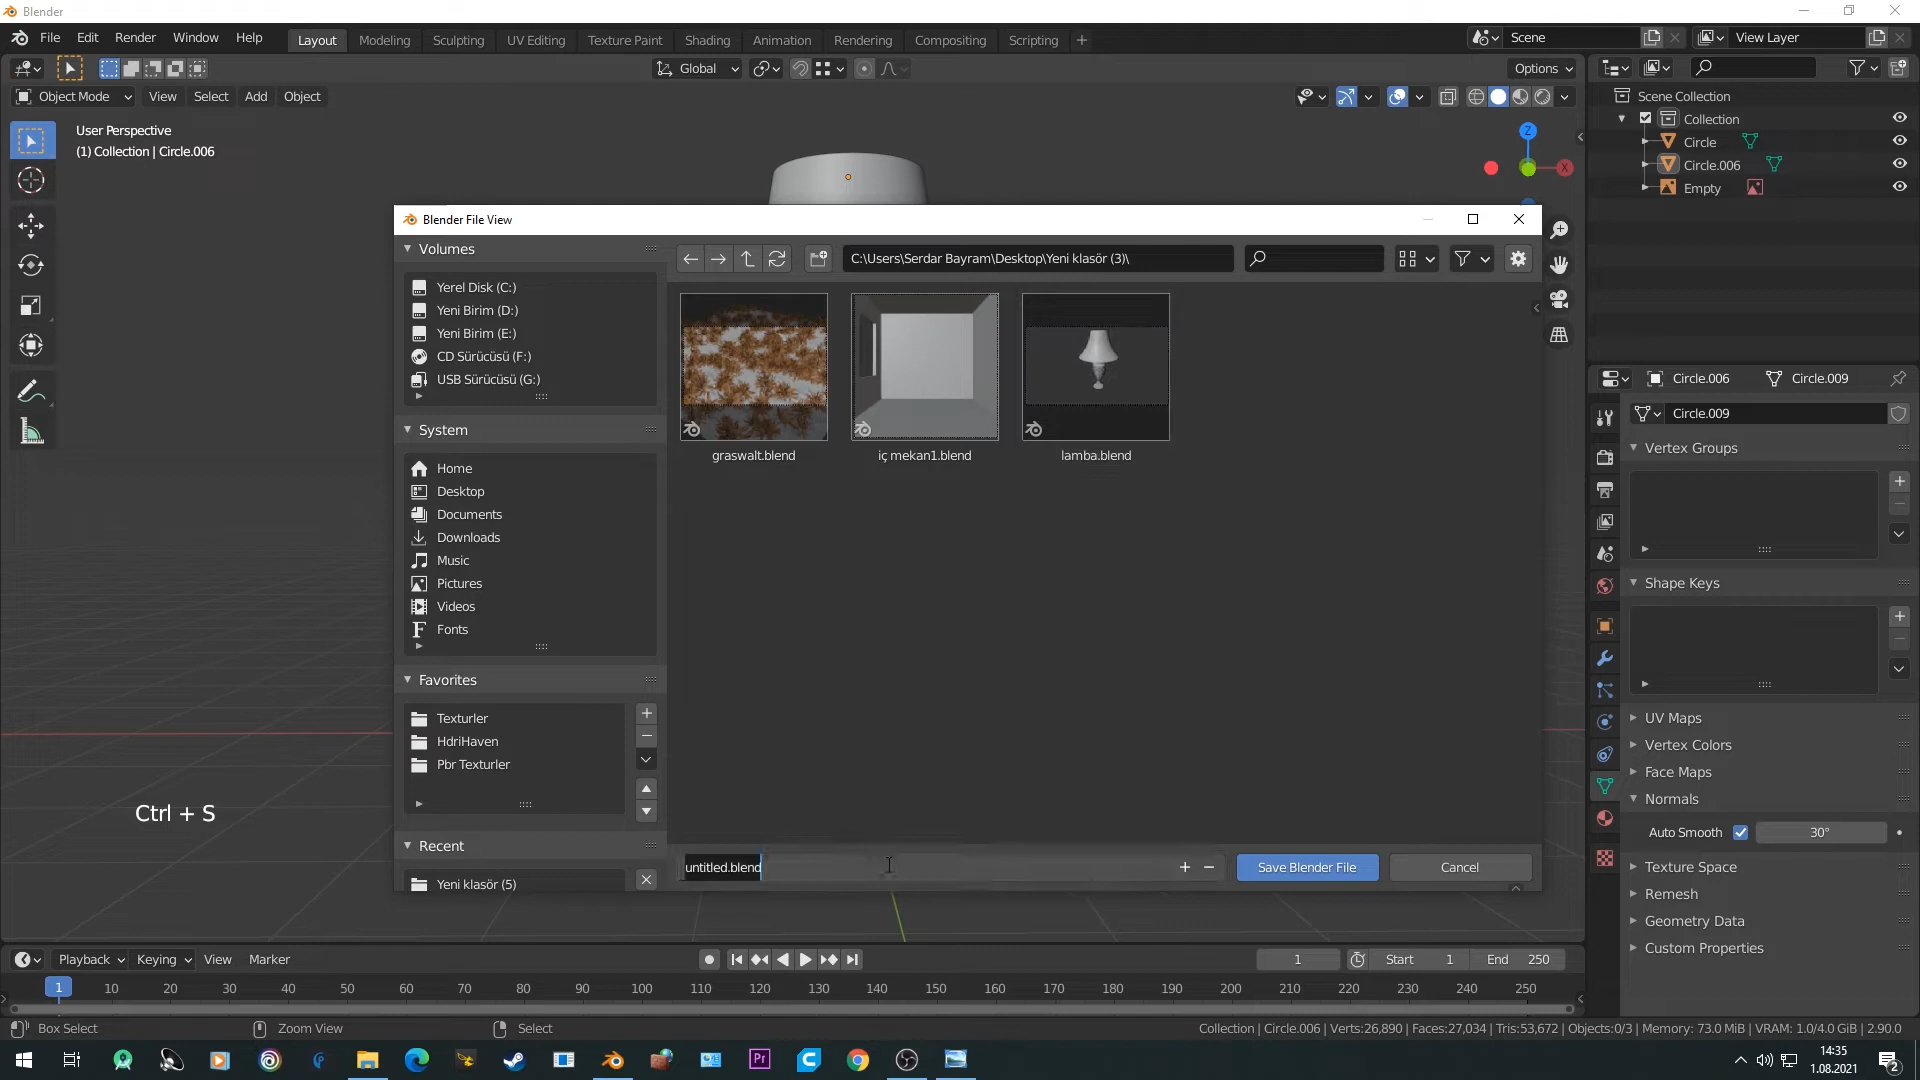 Blender
File Edit Render Window Help Layout Modeling Sculpting UV Editing Texture Paint Shading Animation Rendering Compositing Scripting + Scene View Layer
Global Options
Object Mode View Select Add Object
User Perspective
(1) Collection | Circle.006
Z
X
Scene Collection
Collection
Circle
Circle.006
Empty
Blender File View
Volumes
Yerel Disk (C:)
Yeni Birim (D:)
Yeni Birim (E:)
CD Sürücüsü (F:)
USB Sürücüsü (G:)
System
Home
Desktop
Documents
Downloads
Music
Pictures
Videos
Fonts
Favorites
Texturler
HdriHaven
Pbr Texturler
Recent
Yeni klasör (5)
C:\Users\Serdar Bayram\Desktop\Yeni klasör (3)\
graswalt.blend
iç mekan1.blend
lamba.blend
untitled.blend
Save Blender File
Cancel
Ctrl + S
Circle.006 Circle.009
Circle.009
Vertex Groups
Shape Keys
UV Maps
Vertex Colors
Face Maps
Normals
Auto Smooth 30°
Texture Space
Remesh
Geometry Data
Custom Properties
Playback Keying View Marker 1 Start 1 End 250
1 10 20 30 40 50 60 70 80 90 100 110 120 130 140 150 160 170 180 190 200 210 220 230 240 250
Box Select Zoom View Select Collection | Circle.006 | Verts:26,890 | Faces:27,034 | Tris:53,672 | Objects:0/3 | Memory: 73.0 MiB | VRAM: 1.0/4.0 GiB | 2.90.0
Pr
14:35
1.08.2021
2